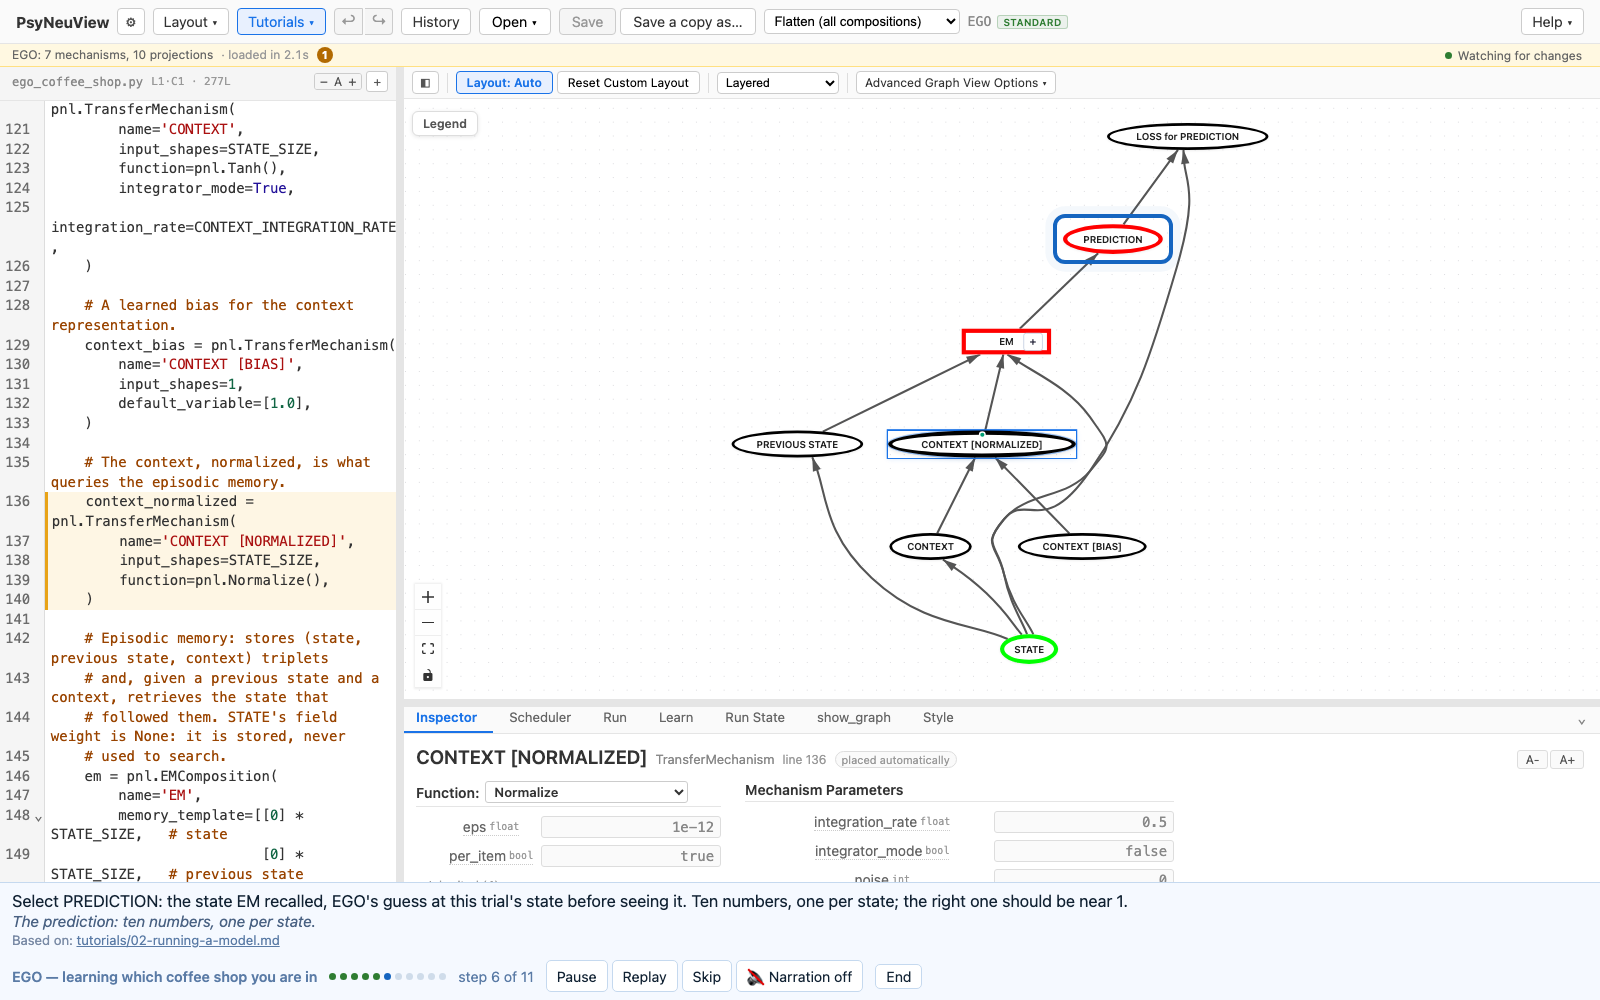 PsyNeuView
⚙
Layout ▾
Tutorials ▾
↩
↪
History
Open ▾
Save
Save a copy as...
Flatten (all compositions)
EGO STANDARD
Help ▾
EGO: 7 mechanisms, 10 projections · loaded in 2.1s 1
Watching for changes
ego_coffee_shop.py L1:C1 · 277L
− A +
+
pnl.TransferMechanism(
121 name='CONTEXT',
122 input_shapes=STATE_SIZE,
123 function=pnl.Tanh(),
124 integrator_mode=True,
125
integration_rate=CONTEXT_INTEGRATION_RATE
,
126 )
127
128 # A learned bias for the context
representation.
129 context_bias = pnl.TransferMechanism(
130 name='CONTEXT [BIAS]',
131 input_shapes=1,
132 default_variable=[1.0],
133 )
134
135 # The context, normalized, is what
queries the episodic memory.
136 context_normalized =
pnl.TransferMechanism(
137 name='CONTEXT [NORMALIZED]',
138 input_shapes=STATE_SIZE,
139 function=pnl.Normalize(),
140 )
141
142 # Episodic memory: stores (state,
previous state, context) triplets
143 # and, given a previous state and a
context, retrieves the state that
144 # followed them. STATE's field
weight is None: it is stored, never
145 # used to search.
146 em = pnl.EMComposition(
147 name='EM',
148 memory_template=[[0] *
STATE_SIZE, # state
149 [0] *
STATE_SIZE, # previous state
Layout: Auto
Reset Custom Layout
Layered
Advanced Graph View Options ▾
Legend
LOSS for PREDICTION
PREDICTION
EM +
PREVIOUS STATE
CONTEXT [NORMALIZED]
CONTEXT
CONTEXT [BIAS]
STATE
Inspector
Scheduler
Run
Learn
Run State
show_graph
Style
CONTEXT [NORMALIZED] TransferMechanism line 136 placed automatically
A-
A+
Function: Normalize
eps float 1e-12
per_item bool true
Mechanism Parameters
integration_rate float 0.5
integrator_mode bool false
noise int 0
Select PREDICTION: the state EM recalled, EGO's guess at this trial's state before seeing it. Ten numbers, one per state; the right one should be near 1.
The prediction: ten numbers, one per state.
Based on: tutorials/02-running-a-model.md
EGO — learning which coffee shop you are in
step 6 of 11
Pause
Replay
Skip
Narration off
End